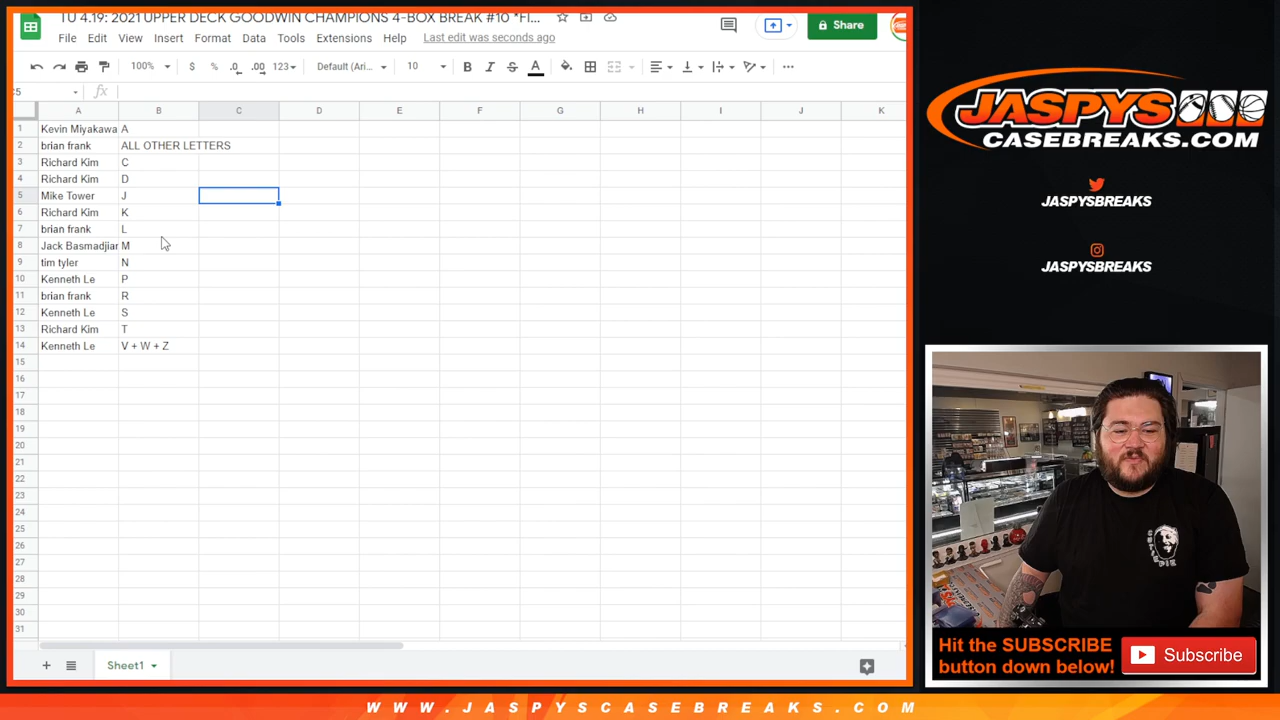 TU 4.19: 2021 UPPER DECK GOODWIN CHAMPIONS 4-BOX BREAK #10 *FI...
File Edit View Insert Format Data Tools Extensions Help Last edit was seconds ago
Share
100% $ % .0 .00 123 Default (Ari... 10 B I S A
C5 fx
A B C D E F G H I J K
1 Kevin Miyakawa A
2 brian frank ALL OTHER LETTERS
3 Richard Kim C
4 Richard Kim D
5 Mike Tower J
6 Richard Kim K
7 brian frank L
8 Jack Basmadjian M
9 tim tyler N
10 Kenneth Le P
11 brian frank R
12 Kenneth Le S
13 Richard Kim T
14 Kenneth Le V + W + Z
15
16
17
18
19
20
21
22
23
24
25
26
27
28
29
30
31
Sheet1
JASPYS
CASEBREAKS.COM
JASPYSBREAKS
JASPYSBREAKS
Hit the SUBSCRIBE
button down below!
Subscribe
WWW.JASPYSCASEBREAKS.COM